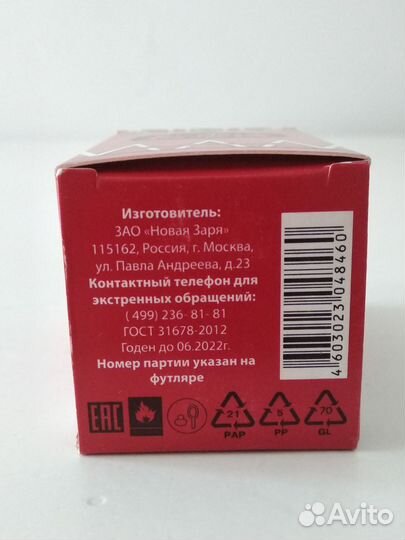 Изготовитель:
ЗАО «Новая Заря»
115162, Россия, г. Москва,
ул. Павла Андреева, д.23
Контактный телефон для
экстренных обращений:
( 499) 236- 81- 81
ГОСТ 31678-2012
Годен до 06.2022г.
Номер партии указан на
футляре
4603023048460
EAC
21
PAP
5
PP
70
GL
Avito